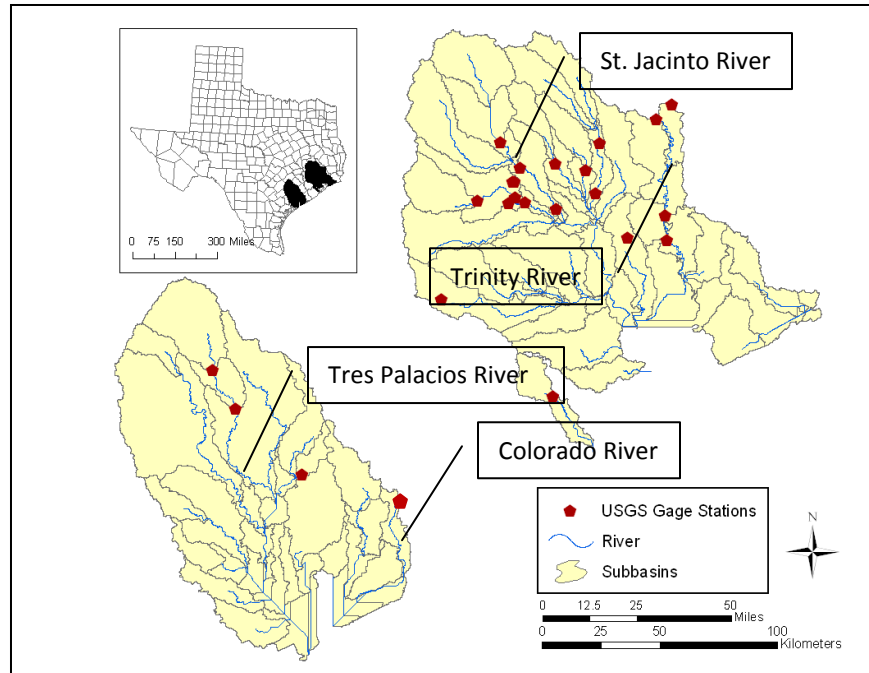 St. Jacinto River
0 75 150 300 Miles
Trinity River
Tres Palacios River
Colorado River
USGS Gage Stations
River
Subbasins
N
0 12.5 25 50
Miles
0 25 50 100
Kilometers